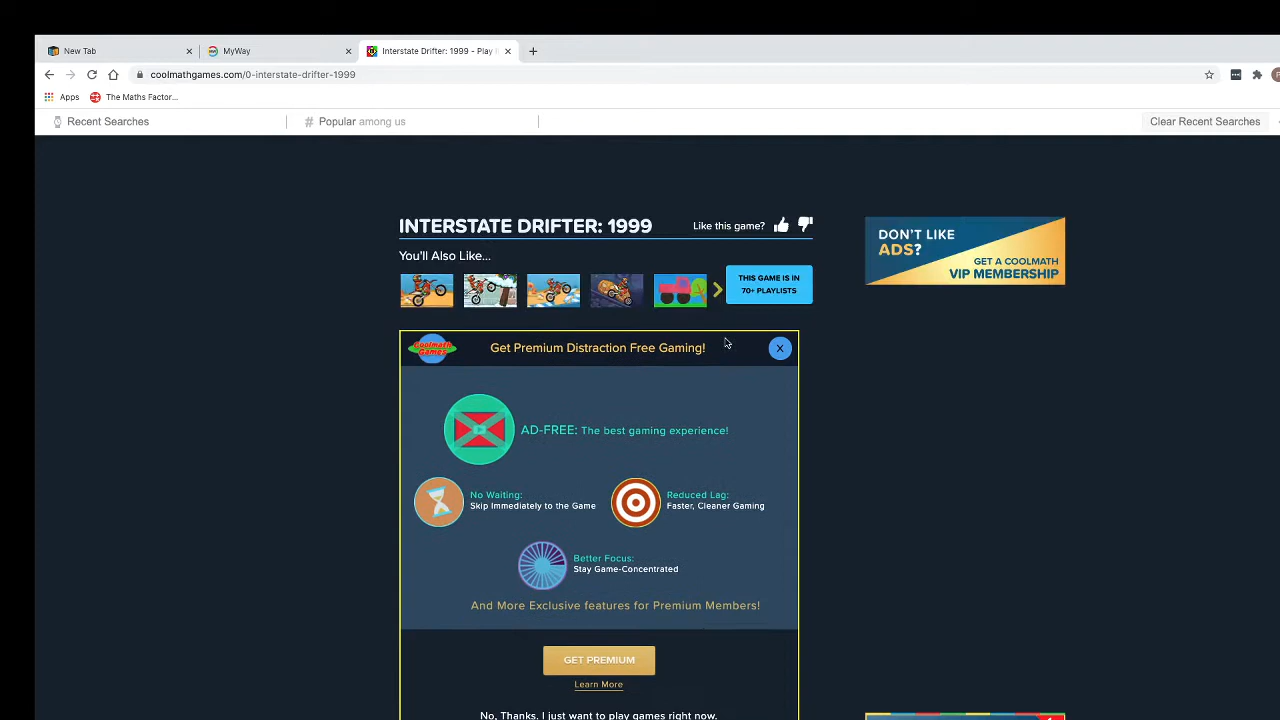 New Tab
MyWay
Interstate Drifter: 1999 - Play
coolmathgames.com/0-interstate-drifter-1999
Apps
The Maths Factor...
Recent Searches
# Popular among us
Clear Recent Searches
INTERSTATE DRIFTER: 1999
Like this game?
DON'T LIKE
ADS?
GET A COOLMATH
VIP MEMBERSHIP
You'll Also Like...
THIS GAME IS IN
70+ PLAYLISTS
Coolmath
Games
Get Premium Distraction Free Gaming!
X
AD-FREE: The best gaming experience!
No Waiting:
Skip Immediately to the Game
Reduced Lag:
Faster, Cleaner Gaming
Better Focus:
Stay Game-Concentrated
And More Exclusive features for Premium Members!
GET PREMIUM
Learn More
No, Thanks, I just want to play games right now.